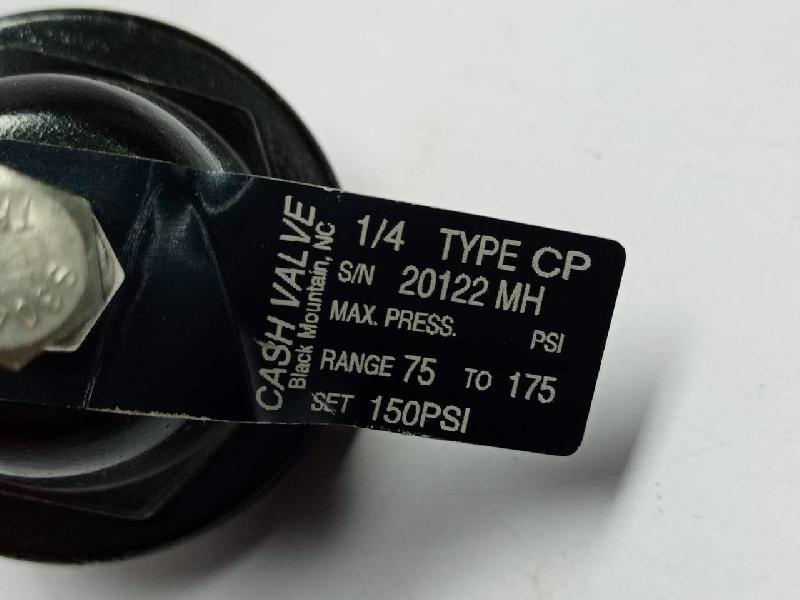 CASH VALVE
Black Mountain, NC
1/4 TYPE CP
S/N 20122 MH
MAX. PRESS. PSI
RANGE 75 TO 175
SET 150PSI